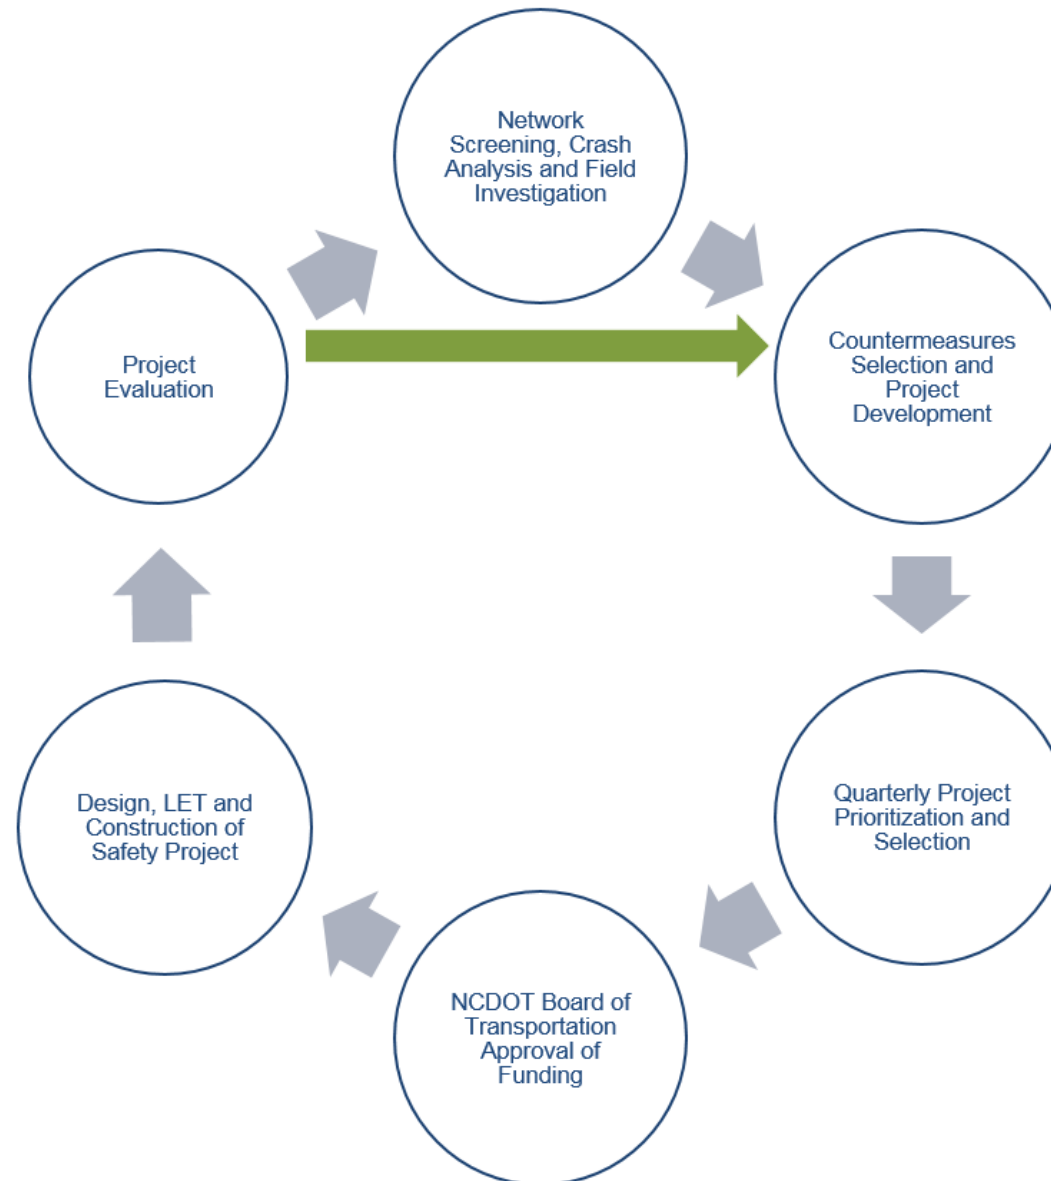 Network
Screening, Crash
Analysis and Field
Investigation
Countermeasures
Selection and
Project
Development
Quarterly Project
Prioritization and
Selection
NCDOT Board of
Transportation
Approval of
Funding
Design, LET and
Construction of
Safety Project
Project
Evaluation